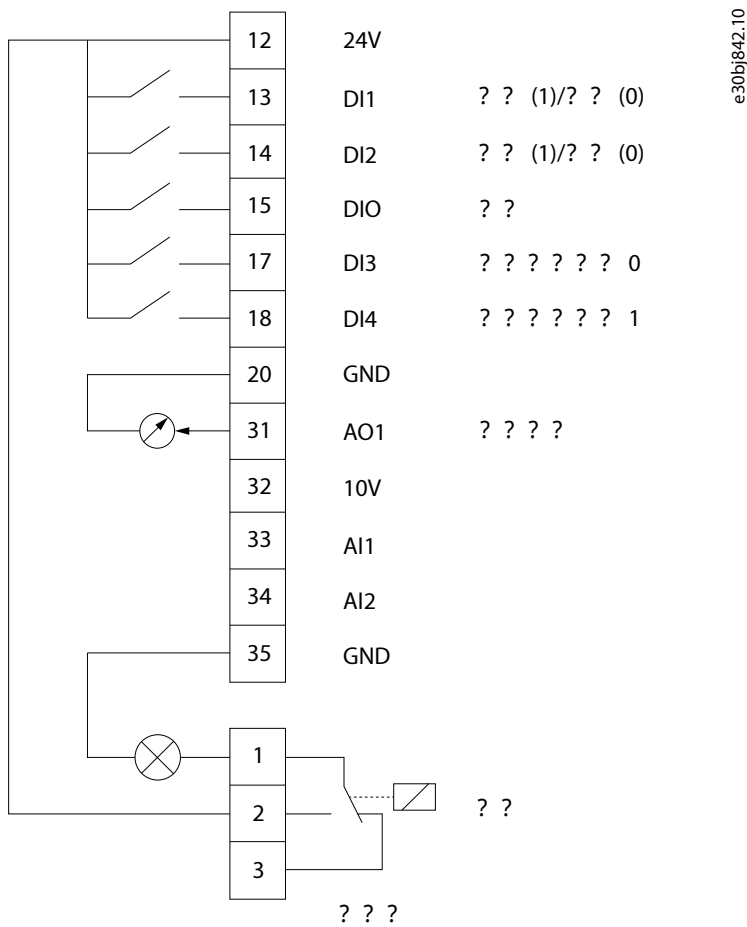 e30bj842.10
12 24V
13 DI1 ? ? (1)/? ? (0)
14 DI2 ? ? (1)/? ? (0)
15 DIO ? ?
17 DI3 ? ? ? ? ? ? 0
18 DI4 ? ? ? ? ? ? 1
20 GND
31 AO1 ? ? ? ?
32 10V
33 AI1
34 AI2
35 GND
1
2 ? ?
3
? ? ?